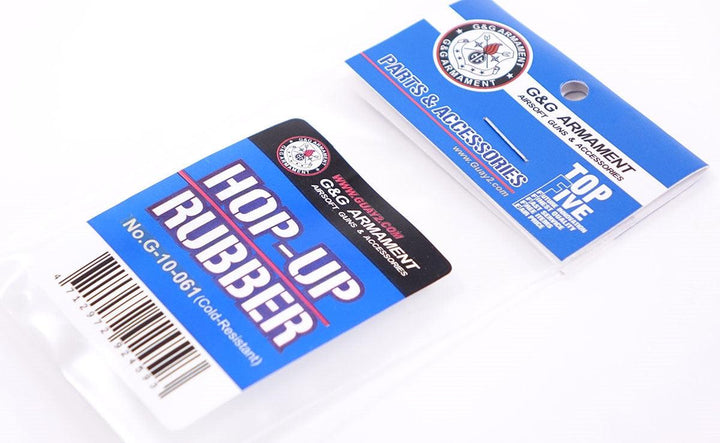 G&G ARMAMENT
G&G ARMAMENT
G&G ARMAMENT
AIRSOFT GUNS & ACCESSORIES
PARTS & ACCESSORIES
www.Guay2.com
TOP
FIVE
WWW.GUAY2.COM
G&G ARMAMENT
AIRSOFT GUNS & ACCESSORIES
HOP-UP
RUBBER
No.G-10-061 (Cold-Resistant)